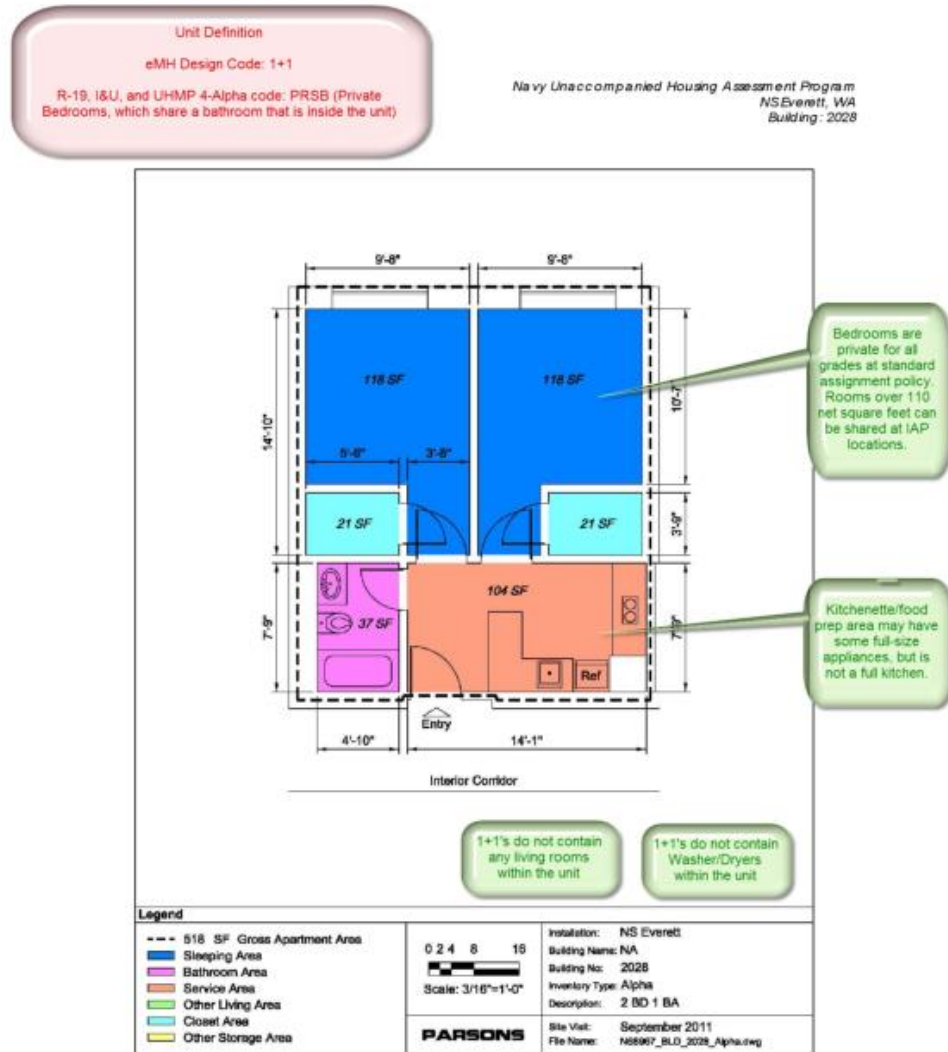 Unit Definition
eMH Design Code: 1+1
R-19, I&U, and UHMP 4-Alpha code: PRSB (Private
Bedrooms, which share a bathroom that is inside the unit)
Navy Unaccompanied Housing Assessment Program
NS Everett, WA
Building: 2028
9'-8"
9'-8"
118 SF
118 SF
14'-10"
10'-7"
5'-8"
3'-8"
21 SF
21 SF
3'-9"
104 SF
37 SF
7'-9"
7'-9"
Ref
Entry
4'-10"
14'-1"
Interior Corridor
Bedrooms are
private for all
grades at standard
assignment policy.
Rooms over 110
net square feet can
be shared at IAP
locations.
Kitchenette/food
prep area may have
some full-size
appliances, but is
not a full kitchen.
1+1's do not contain
any living rooms
within the unit
1+1's do not contain
Washer/Dryers
within the unit
Legend
518 SF Gross Apartment Area
Sleeping Area
Bathroom Area
Service Area
Other Living Area
Closet Area
Other Storage Area
0 2 4 8 16
Scale: 3/16"=1'-0"
PARSONS
Installation: NS Everett
Building Name: NA
Building No: 2028
Inventory Type: Alpha
Description: 2 BD 1 BA
Site Visit: September 2011
File Name: N68967_BLD_2028_Alpha.dwg